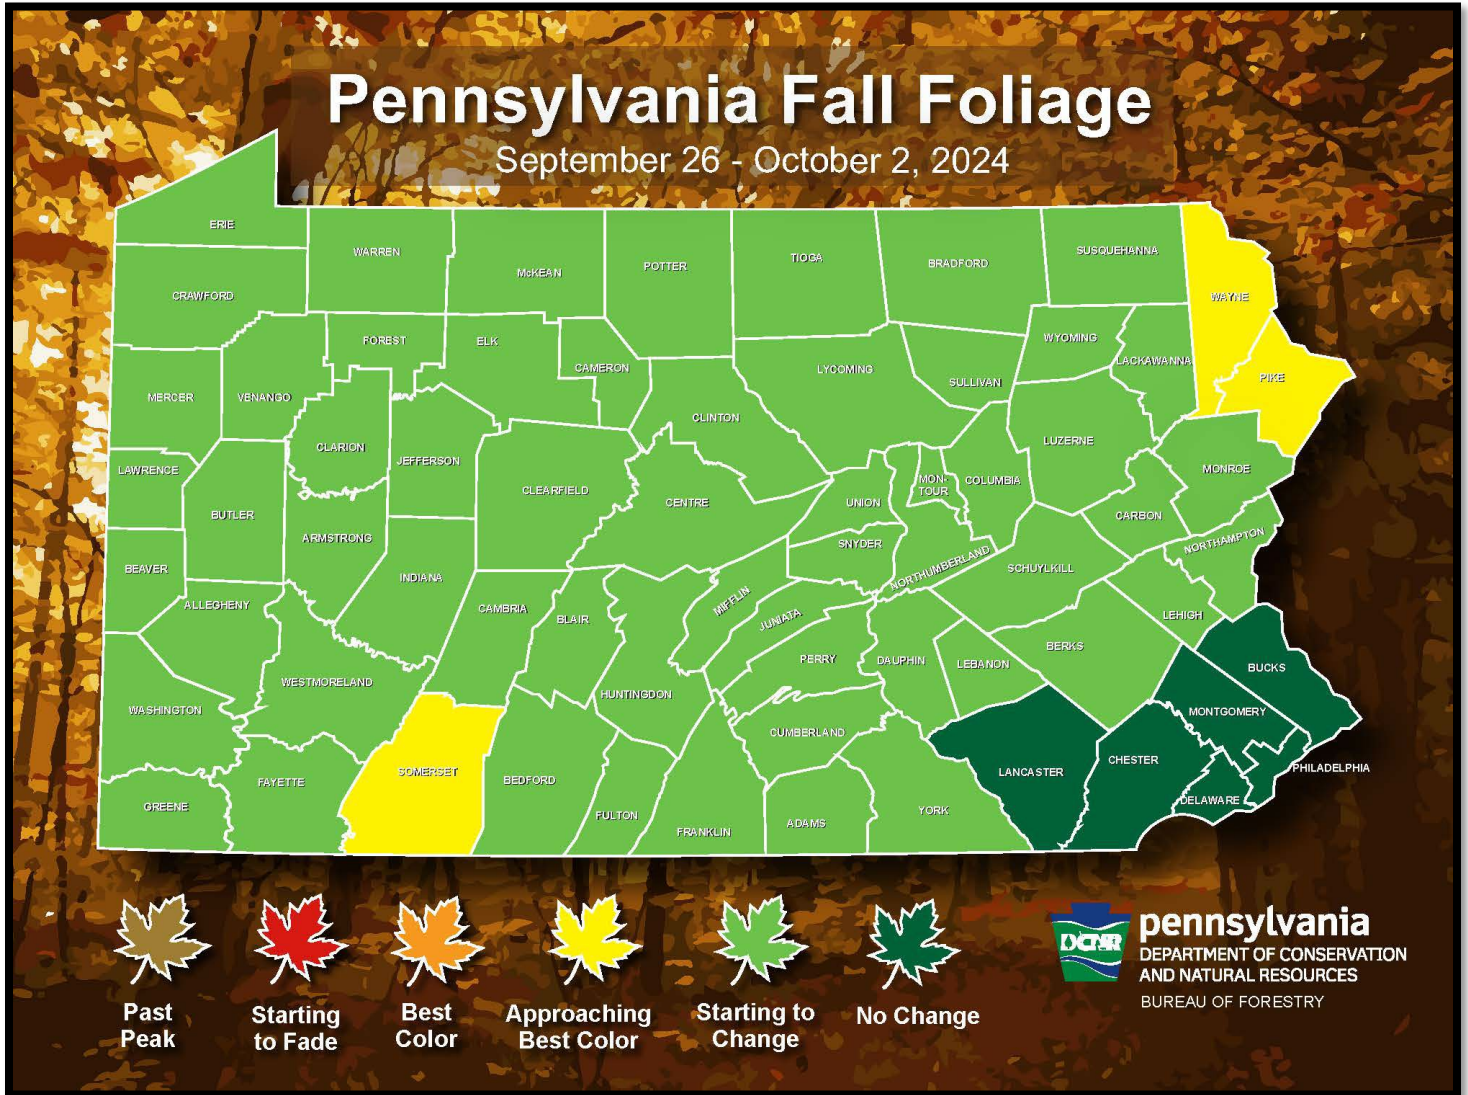 Pennsylvania Fall Foliage
September 26 - October 2, 2024
ERIE
WARREN
McKEAN
POTTER
TIOGA
BRADFORD
SUSQUEHANNA
WAYNE
CRAWFORD
FOREST
ELK
CAMERON
LYCOMING
SULLIVAN
WYOMING
LACKAWANNA
PIKE
MERCER
VENANGO
CLARION
JEFFERSON
CLINTON
LUZERNE
LAWRENCE
BUTLER
ARMSTRONG
CLEARFIELD
CENTRE
UNION
MON-
TOUR
COLUMBIA
MONROE
CARBON
NORTHAMPTON
BEAVER
ALLEGHENY
INDIANA
CAMBRIA
BLAIR
MIFFLIN
JUNIATA
SNYDER
NORTHUMBERLAND
SCHUYLKILL
LEHIGH
WASHINGTON
WESTMORELAND
HUNTINGDON
PERRY
DAUPHIN
LEBANON
BERKS
BUCKS
MONTGOMERY
GREENE
FAYETTE
SOMERSET
BEDFORD
FULTON
FRANKLIN
CUMBERLAND
ADAMS
YORK
LANCASTER
CHESTER
DELAWARE
PHILADELPHIA
Past
Peak
Starting
to Fade
Best
Color
Approaching
Best Color
Starting to
Change
No Change
DCNR
pennsylvania
DEPARTMENT OF CONSERVATION
AND NATURAL RESOURCES
BUREAU OF FORESTRY